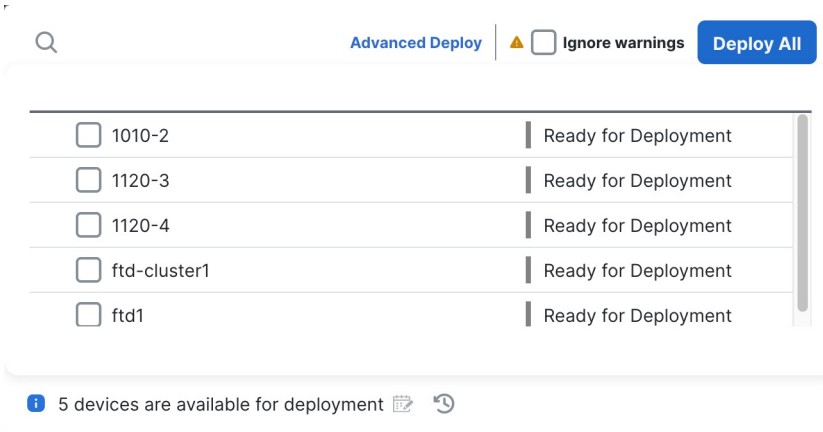 Advanced Deploy Ignore warnings Deploy All
1010-2 Ready for Deployment
1120-3 Ready for Deployment
1120-4 Ready for Deployment
ftd-cluster1 Ready for Deployment
ftd1 Ready for Deployment
5 devices are available for deployment